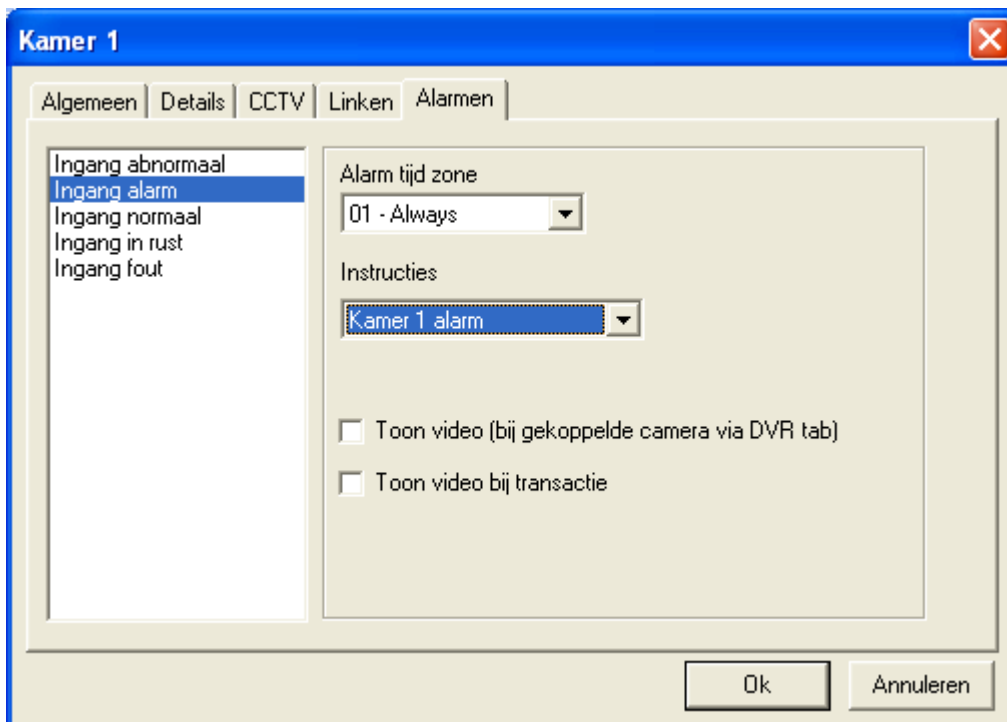 Kamer 1
Algemeen Details CCTV Linken Alarmen
Ingang abnormaal
Ingang alarm
Ingang normaal
Ingang in rust
Ingang fout
Alarm tijd zone
01 - Always
Instructies
Kamer 1 alarm
Toon video (bij gekoppelde camera via DVR tab)
Toon video bij transactie
Ok Annuleren